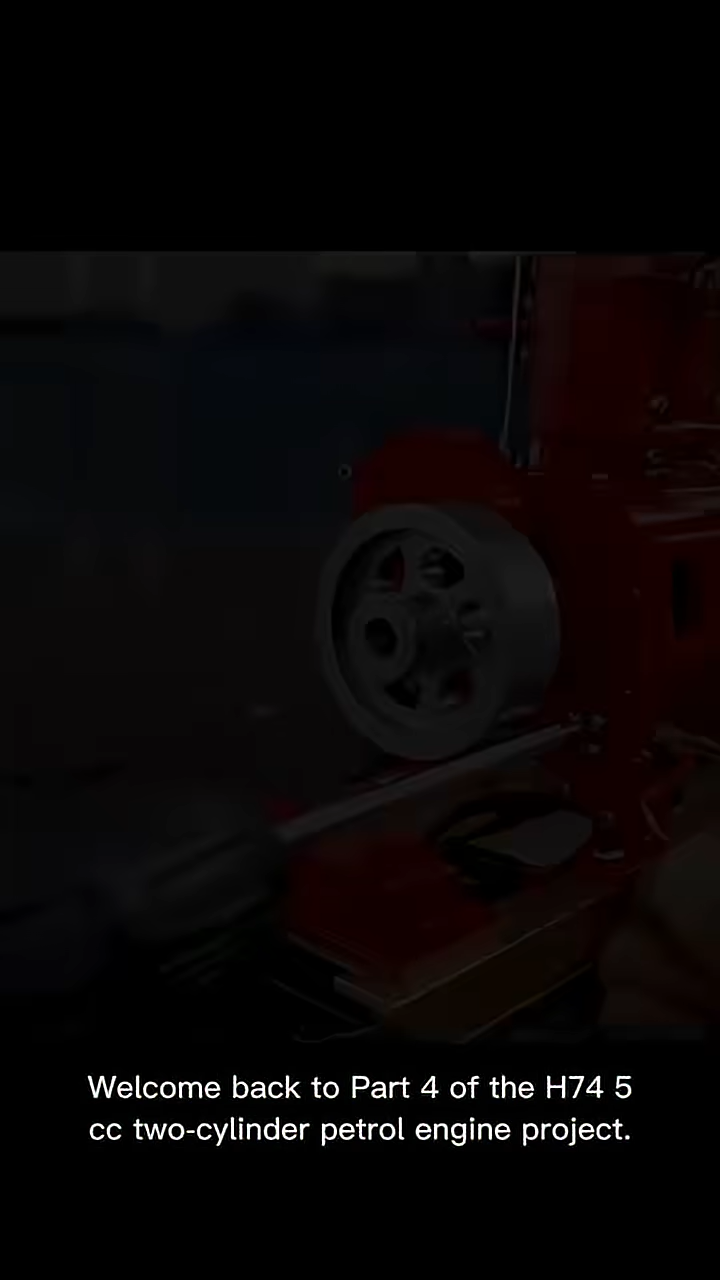 Welcome back to Part 4 of the H74 5
cc two-cylinder petrol engine project.